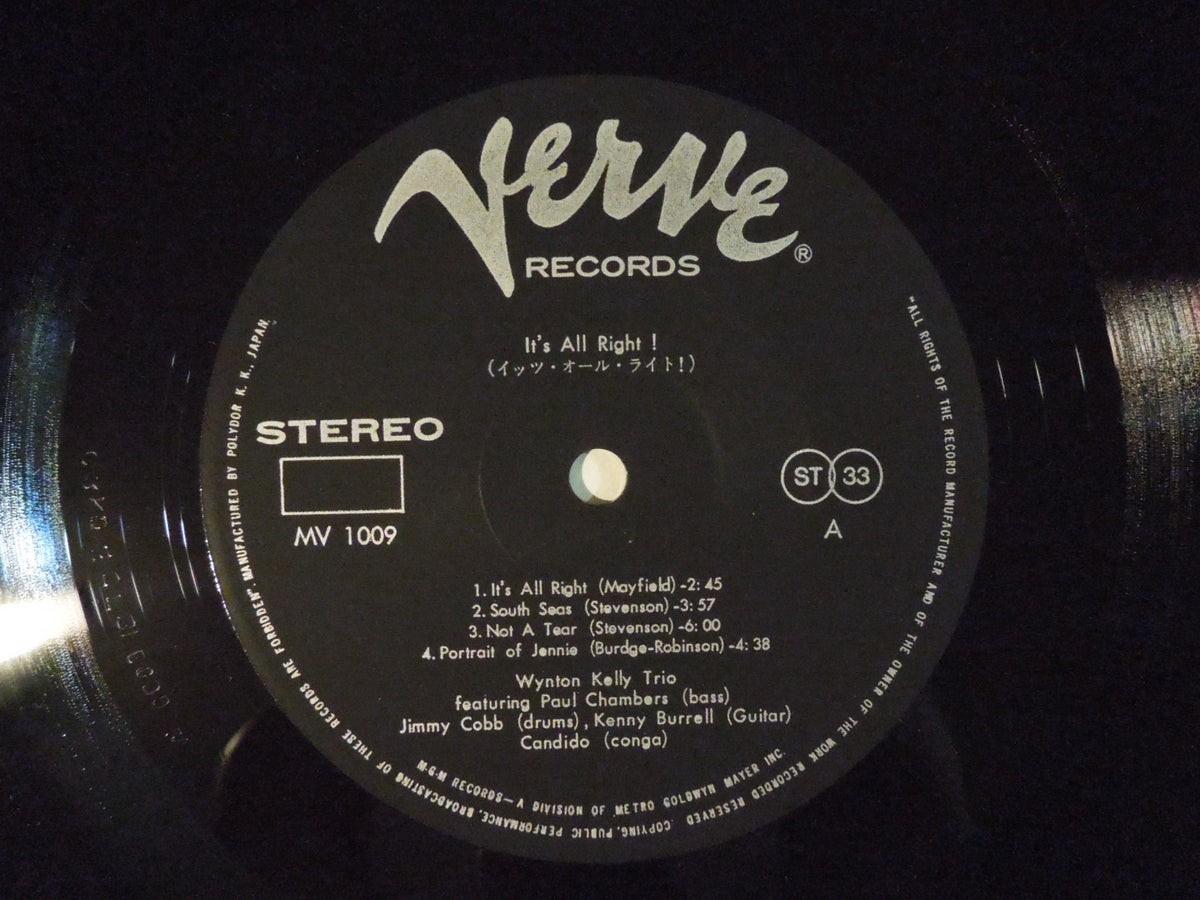 Verve
RECORDS ®
It's All Right !
(イッツ・オール・ライト!)
STEREO
MV 1009
ST 33
A
1. It's All Right (Mayfield) -2: 45
2. South Seas (Stevenson) -3: 57
3. Not A Tear (Stevenson) -6: 00
4. Portrait of Jennie (Burdge-Robinson) -4: 38
Wynton Kelly Trio
featuring Paul Chambers (bass)
Jimmy Cobb (drums), Kenny Burrell (Guitar)
Candido (conga)
M-G-M RECORDS— A DIVISION OF METRO GOLDWYN MAYER INC.
"ALL RIGHTS OF THE RECORD MANUFACTURER AND OF THE OWNER OF THE WORK RECORDED RESERVED. COPYING, PUBLIC PERFORMANCE, BROADCASTING OF THESE RECORDS ARE FORBIDDEN". MANUFACTURED BY POLYDOR K. K., JAPAN.